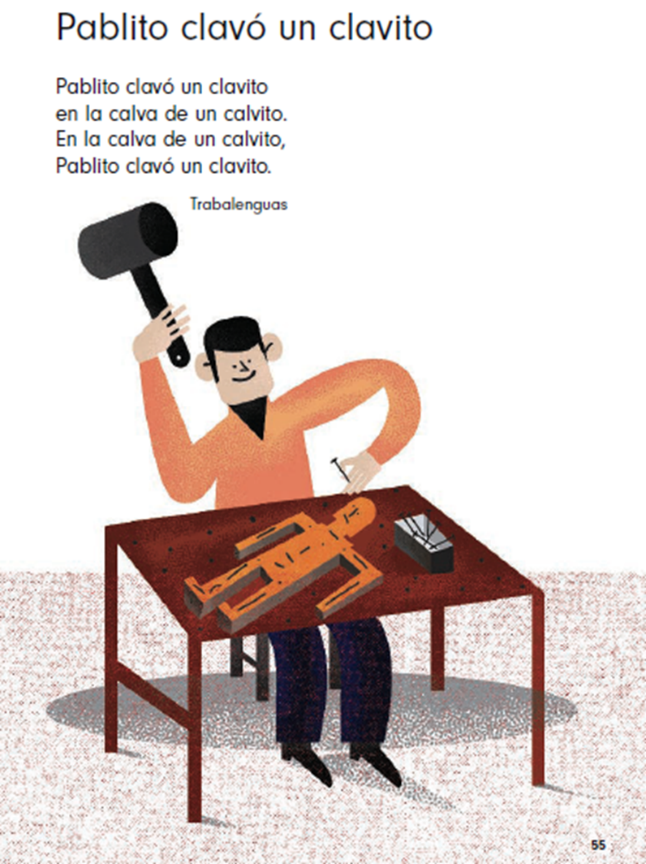 Pablito clavó un clavito
Pablito clavó un clavito
en la calva de un calvito.
En la calva de un calvito,
Pablito clavó un clavito.
Trabalenguas
55